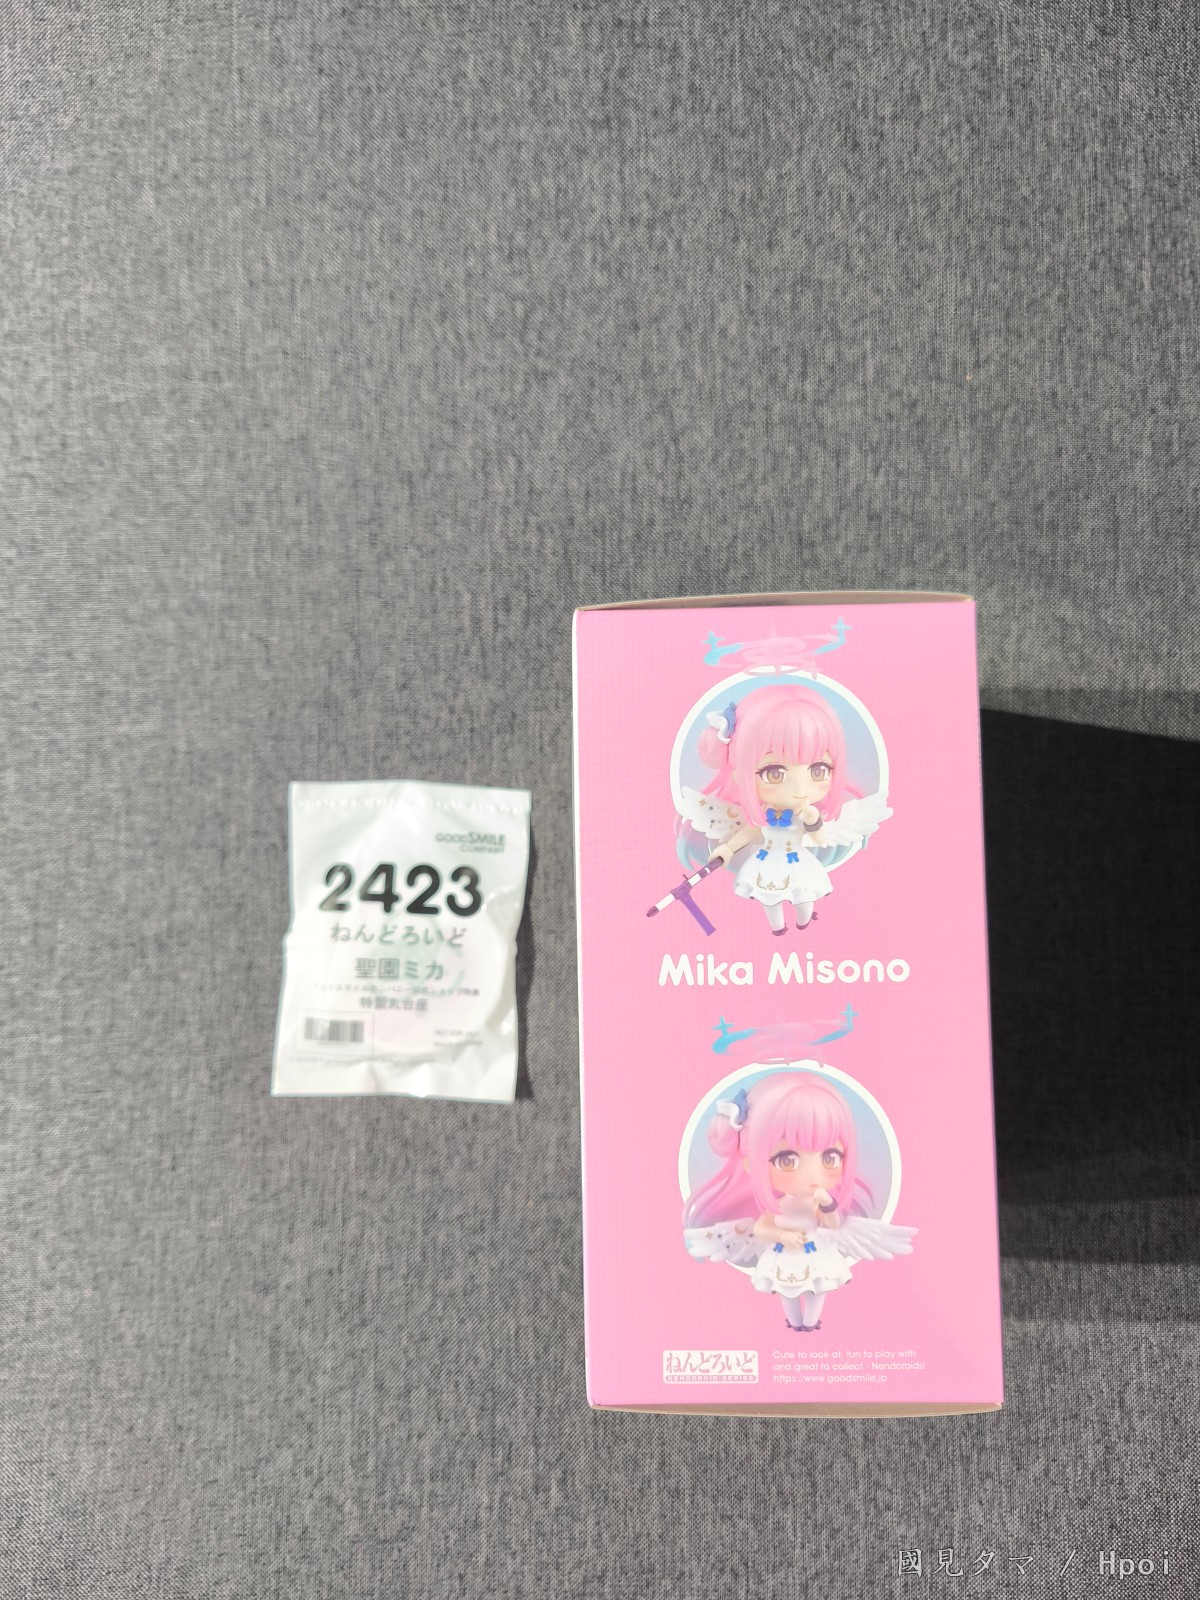 GOODSMILE
COMPANY
2423
ねんどろいど
聖園ミカ
特製丸台座
Mika Misono
ねんどろいど
NENDOROID SERIES
Cute to look at, fun to play with
and great to collect - Nendoroids!
https://www.goodsmile.jp
國見タマ / Hpoi